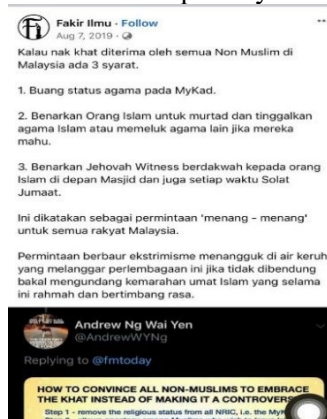 Fakir Ilmu · Follow
Aug 7, 2019 ·
Kalau nak khat diterima oleh semua Non Muslim di
Malaysia ada 3 syarat.
1. Buang status agama pada MyKad.
2. Benarkan Orang Islam untuk murtad dan tinggalkan
agama Islam atau memeluk agama lain jika mereka
mahu.
3. Benarkan Jehovah Witness berdakwah kepada orang
Islam di depan Masjid dan juga setiap waktu Solat
Jumaat.
Ini dikatakan sebagai permintaan 'menang - menang'
untuk semua rakyat Malaysia.
Permintaan berbaur ekstrimisme menangguk di air keruh
yang melanggar perlembagaan ini jika tidak dibendung
bakal mengundang kemarahan umat Islam yang selama
ini rahmah dan bertimbang rasa.
Andrew Ng Wai Yen
@AndrewWYNg
Replying to @fmtoday
HOW TO CONVINCE ALL NON-MUSLIMS TO EMBRACE
THE KHAT INSTEAD OF MAKING IT A CONTROVERS
Step 1 - remove the religious status from all NRIC, i.e. the MyK